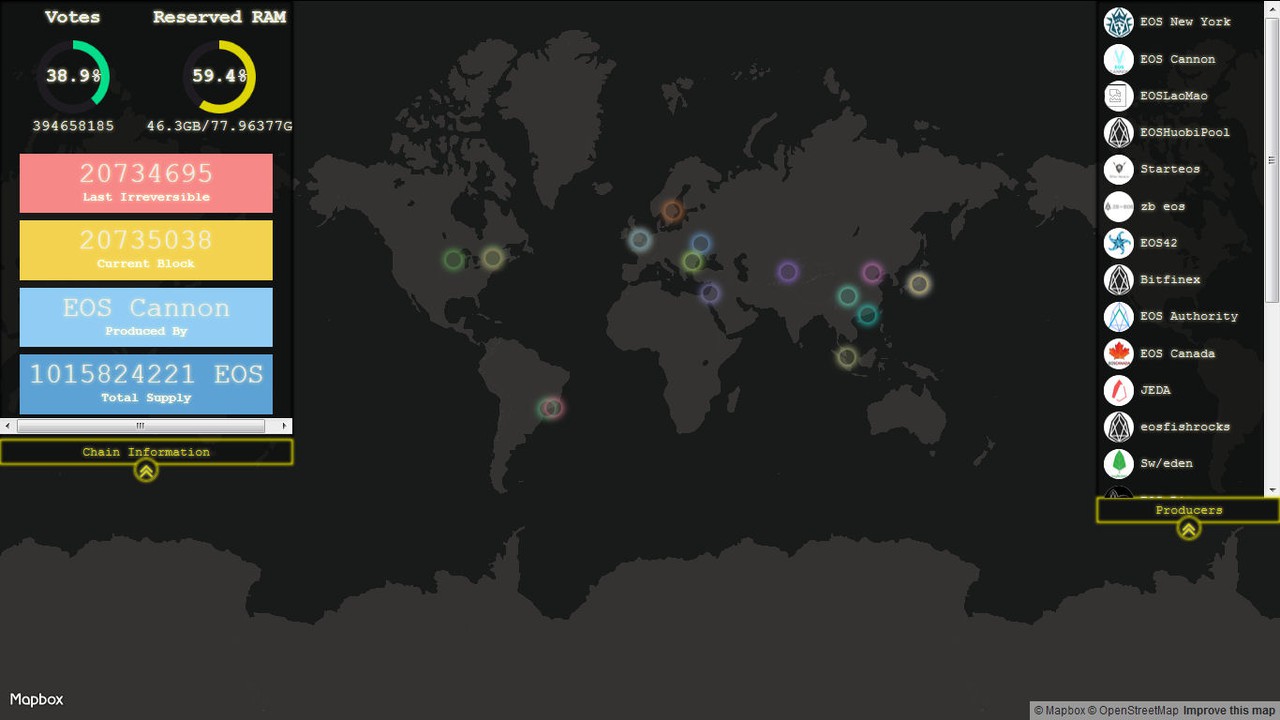 Votes
Reserved RAM
38.9%
59.4%
394658185
46.3GB/77.96377G
20734695
Last Irreversible
20735038
Current Block
EOS Cannon
Produced By
1015824221 EOS
Total Supply
Chain Information
EOS New York
EOS Cannon
EOSLaoMao
EOSHuobiPool
Starteos
zb eos
EOS42
Bitfinex
EOS Authority
EOS Canada
JEDA
eosfishrocks
Sw/eden
Producers
Mapbox
© Mapbox © OpenStreetMap Improve this map